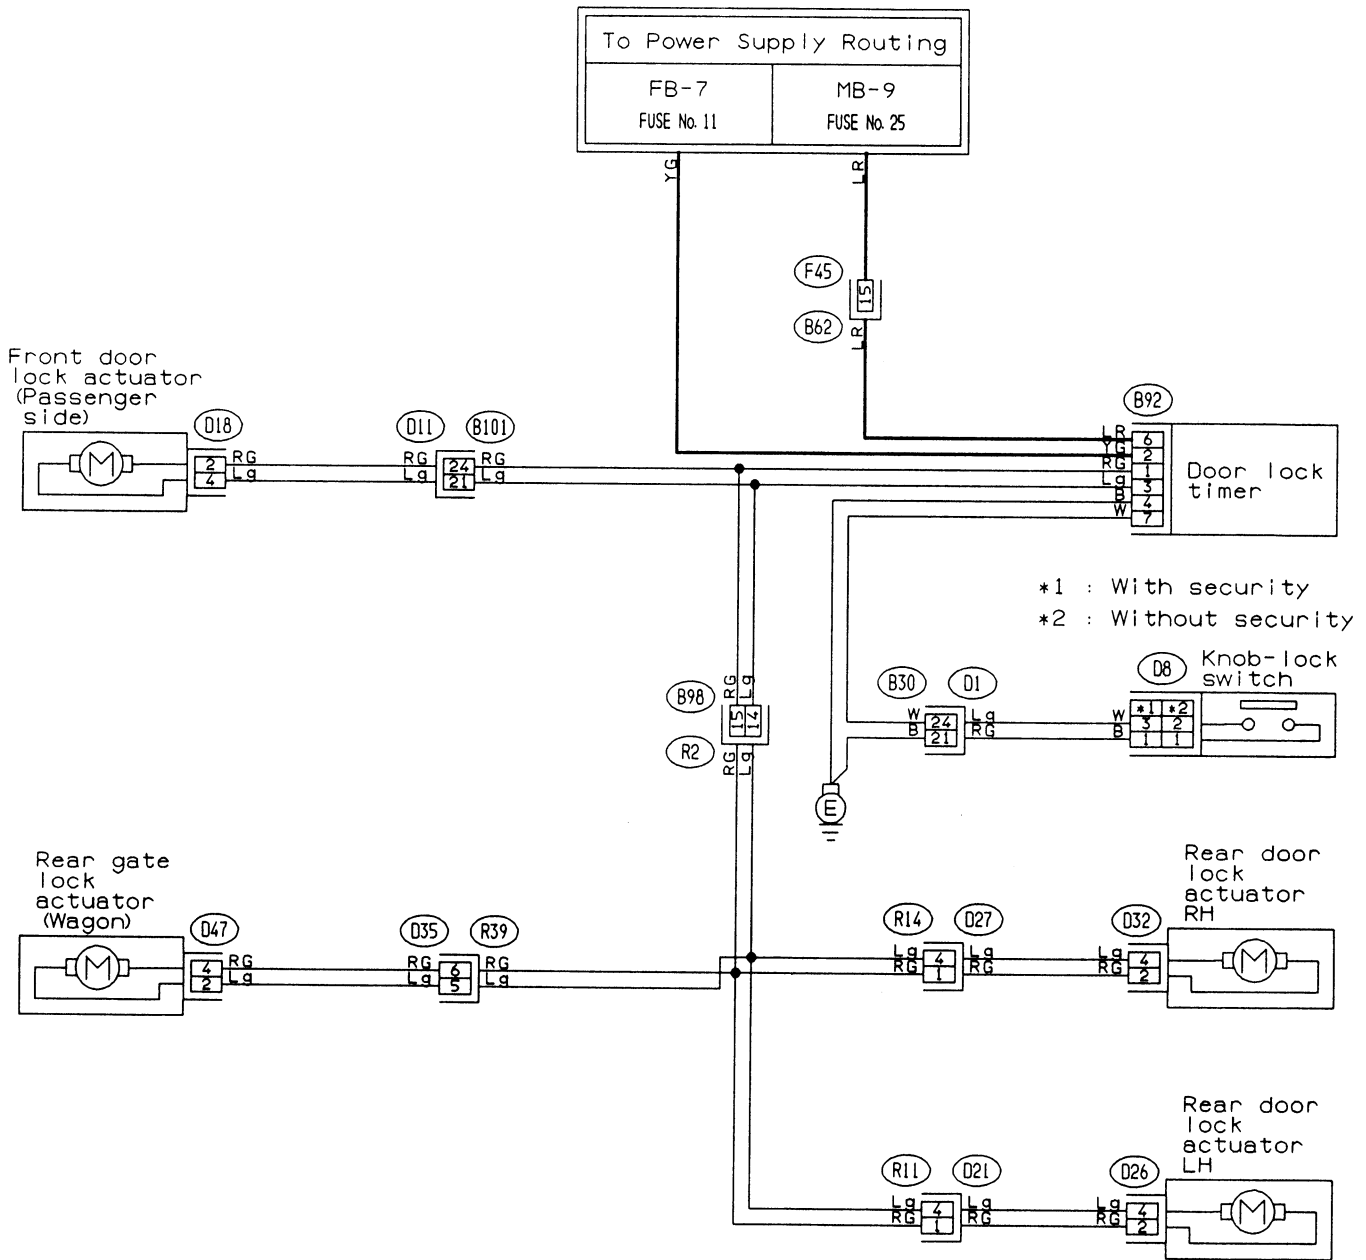 To Power Supply Routing
FB-7
FUSE No. 11
MB-9
FUSE No. 25
YG
LR
F45
15
B62
LR
Front door
lock actuator
(Passenger
side)
M
D18
2
4
RG
Lg
D11
RG
Lg
24
21
B101
RG
Lg
B92
LR
YG
RG
Lg
B
W
6
2
1
3
4
7
Door lock
timer
*1 : With security
*2 : Without security
B98
RG
Lg
15
14
R2
RG
Lg
B30
W
B
24
21
D1
Lg
RG
D8
W
B
*1 *2
3 2
1 1
Knob-lock
switch
E
Rear gate
lock
actuator
(Wagon)
M
D47
4
2
RG
Lg
D35
RG
Lg
6
5
R39
RG
Lg
R14
Lg
RG
4
1
D27
Lg
RG
D32
Lg
RG
4
2
Rear door
lock
actuator
RH
M
R11
Lg
RG
4
1
D21
Lg
RG
D26
Lg
RG
4
2
Rear door
lock
actuator
LH
M